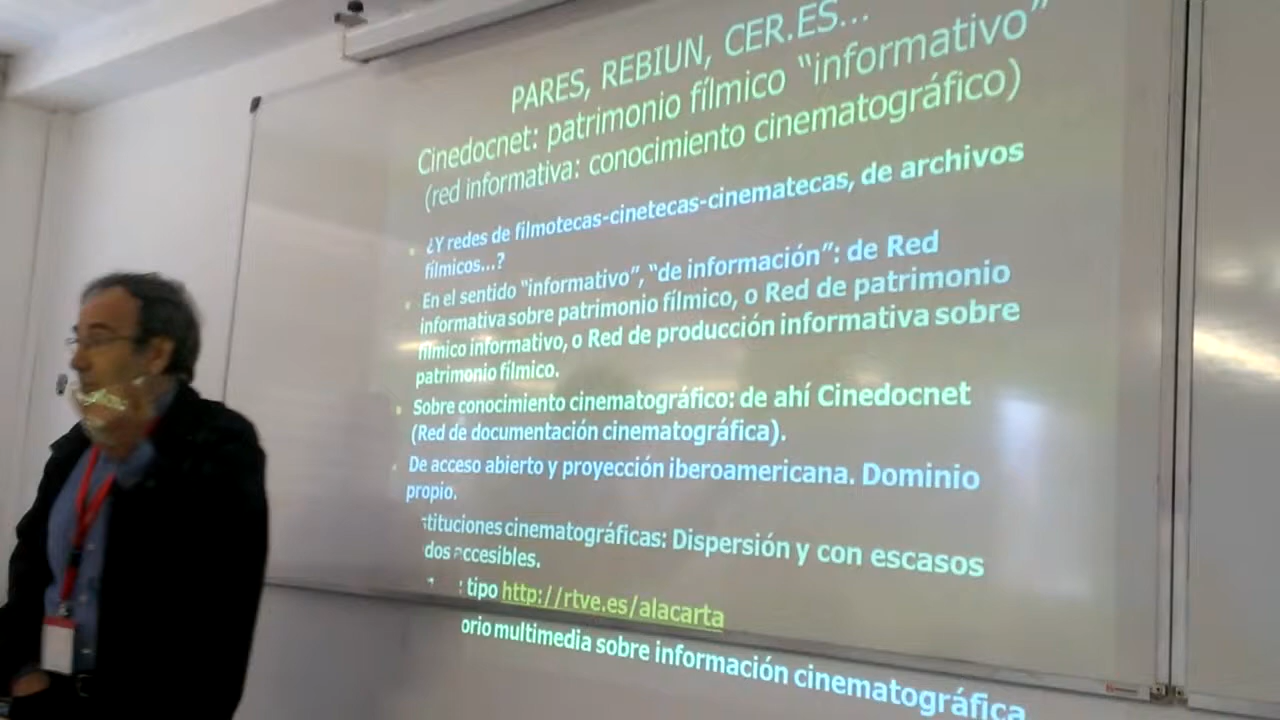 PARES, REBIUN, CER.ES...
Cinedocnet: patrimonio fílmico “informativo”
(red informativa: conocimiento cinematográfico)
¿Y redes de filmotecas-cinetecas-cinematecas, de archivos
fílmicos...?
En el sentido “informativo”, “de información”: de Red
informativa sobre patrimonio fílmico, o Red de patrimonio
fílmico informativo, o Red de producción informativa sobre
patrimonio fílmico.
Sobre conocimiento cinematográfico: de ahí Cinedocnet
(Red de documentación cinematográfica).
De acceso abierto y proyección iberoamericana. Dominio
propio.
tituciones cinematográficas: Dispersión y con escasos
dos accesibles.
tipo http://rtve.es/alacarta
orio multimedia sobre información cinematográfica